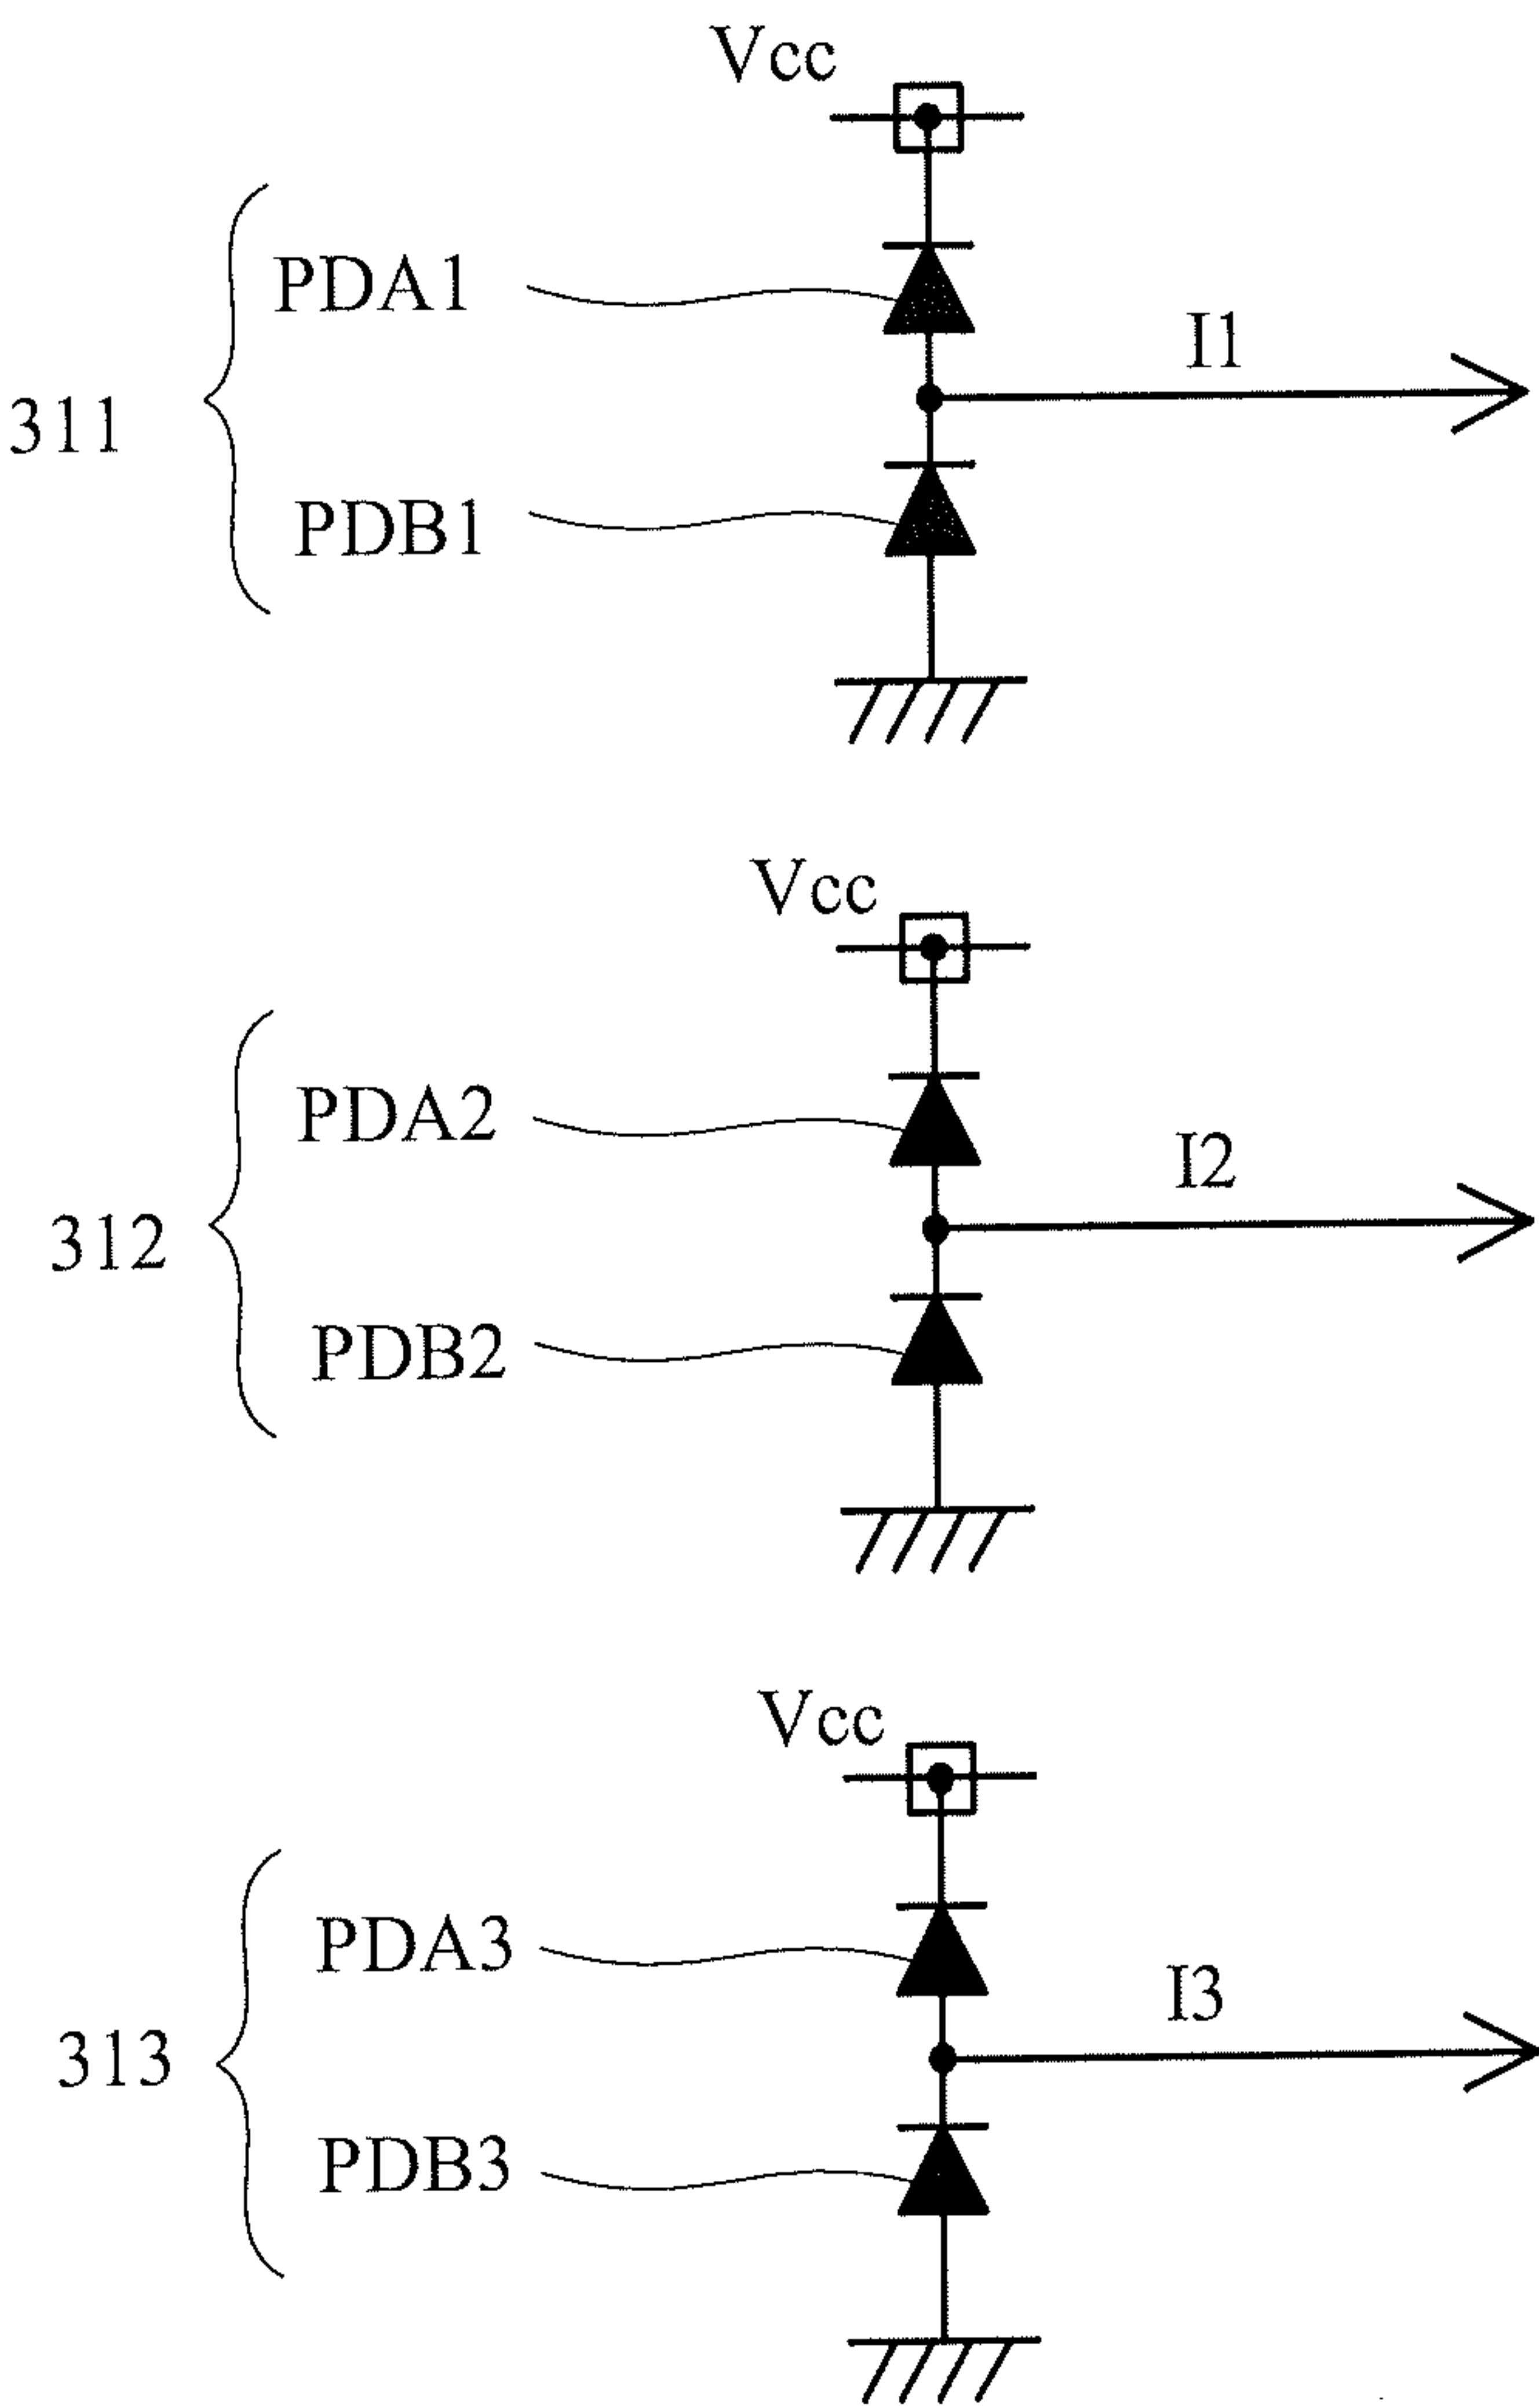 Vcc
PDA1
I1
311
PDB1
Vcc
PDA2
I2
312
PDB2
Vcc
PDA3
I3
313
PDB3